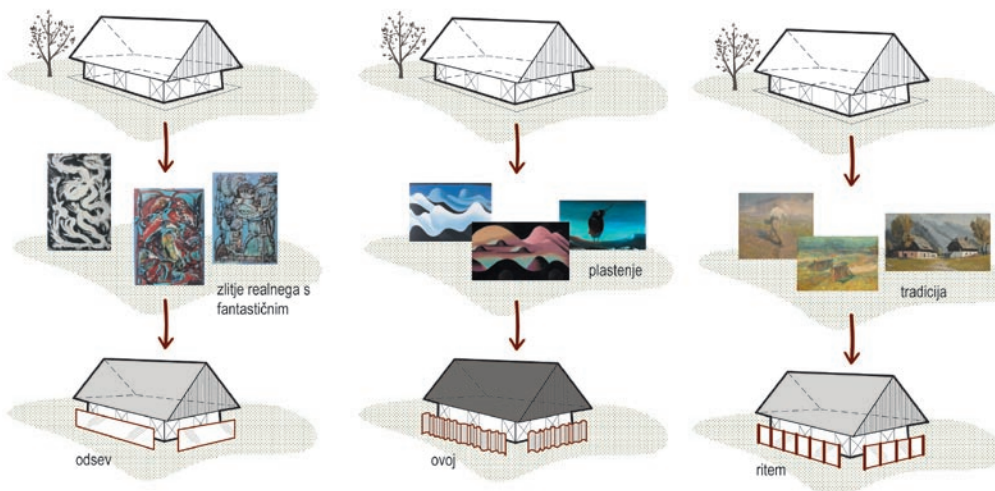 zlitje realnega s
fantastičnim
plastenje
tradicija
odsev
ovoj
ritem